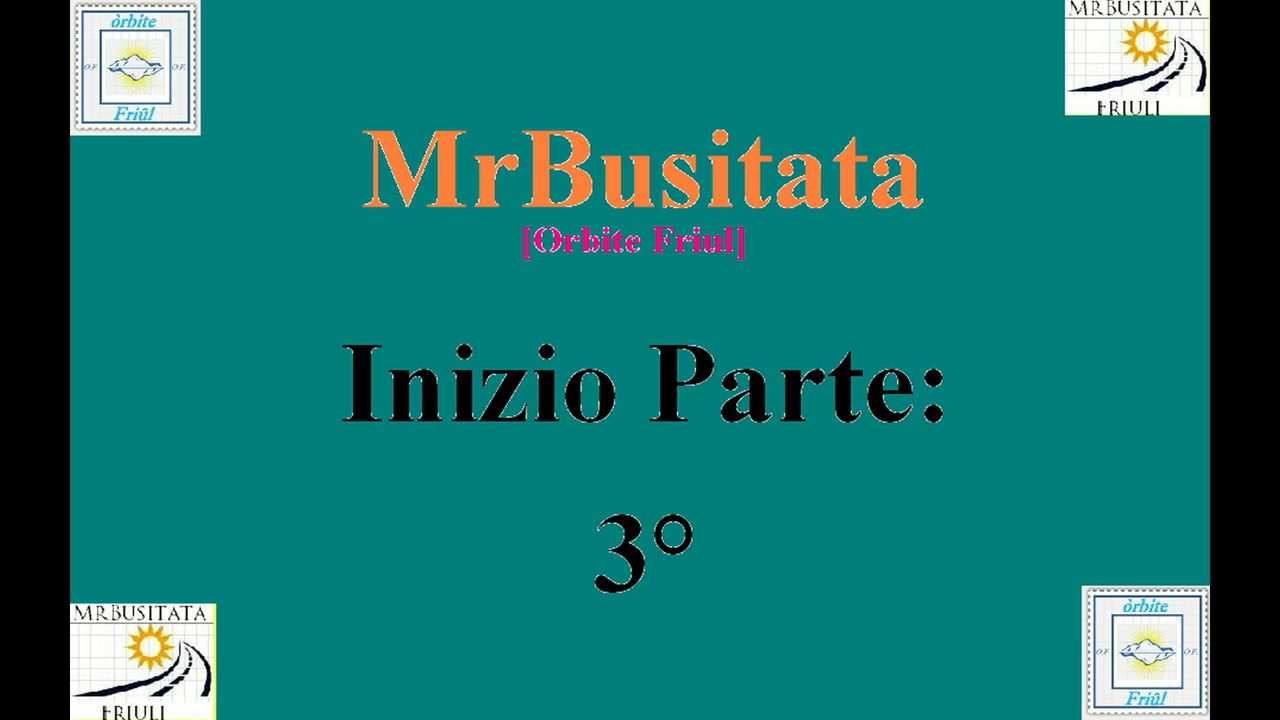 òrbite
O.F. O.F.
Friûl
MRBUSITATA
FRIULI
MrBusitata
[Orbite Friul]
Inizio Parte:
3°
MRBUSITATA
FRIULI
òrbite
O.F. O.F.
Friûl